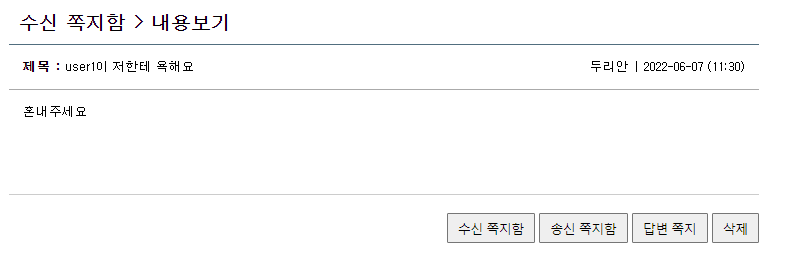 수신 쪽지함 > 내용보기
제목 : user1이 저한테 욕해요 두리안 | 2022-06-07 (11:30)
혼내주세요
수신 쪽지함 송신 쪽지함 답변 쪽지 삭제